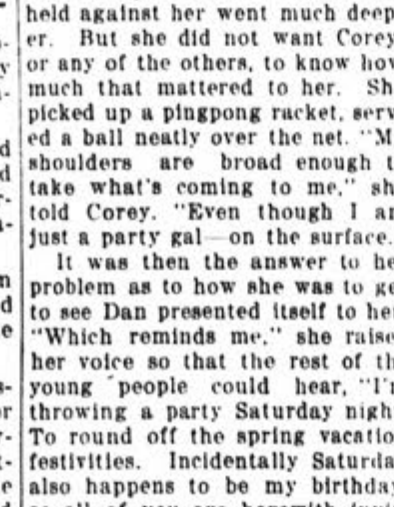 held against her went much deep-
er. But she did not want Corey
or any of the others, to know how
much that mattered to her. Sh
picked up a pingpong racket, serv
ed a ball neatly over the net. "M
shoulders are broad enough t
take what's coming to me," sh
told Corey. "Even though I a
just a party gal—on the surface.
It was then the answer to he
problem as to how she was to ge
to see Dan presented itself to he
"Which reminds me," she raise
her voice so that the rest of th
young people could hear, "I'm
throwing a party Saturday nigh
To round off the spring vacatio
festivities. Incidentally Saturda
also happens to be my birthday